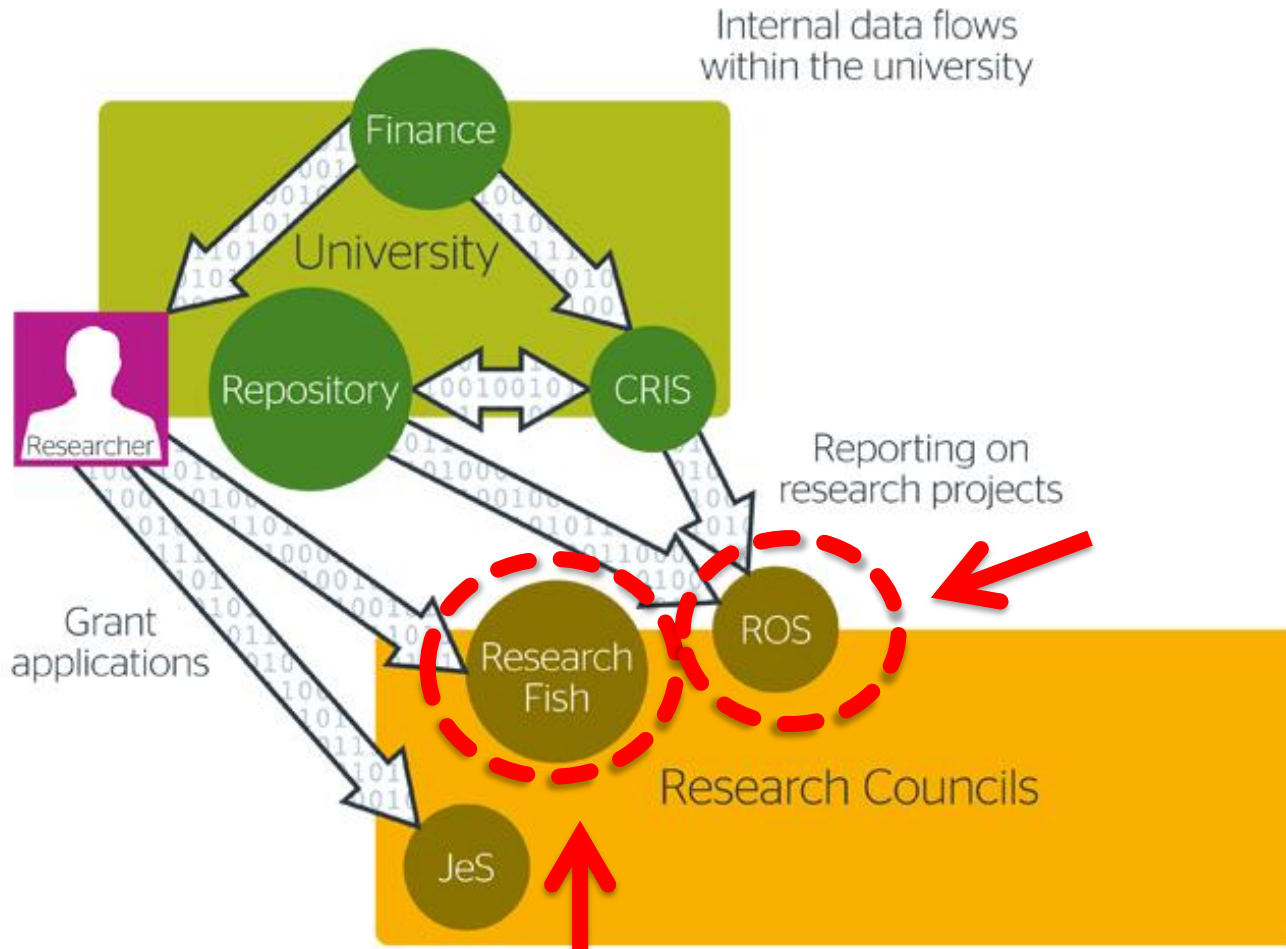 Internal data flows
within the university
Finance
University
Repository
CRIS
Researcher
Reporting on
research projects
Grant
applications
Research
Fish
ROS
Research Councils
JeS